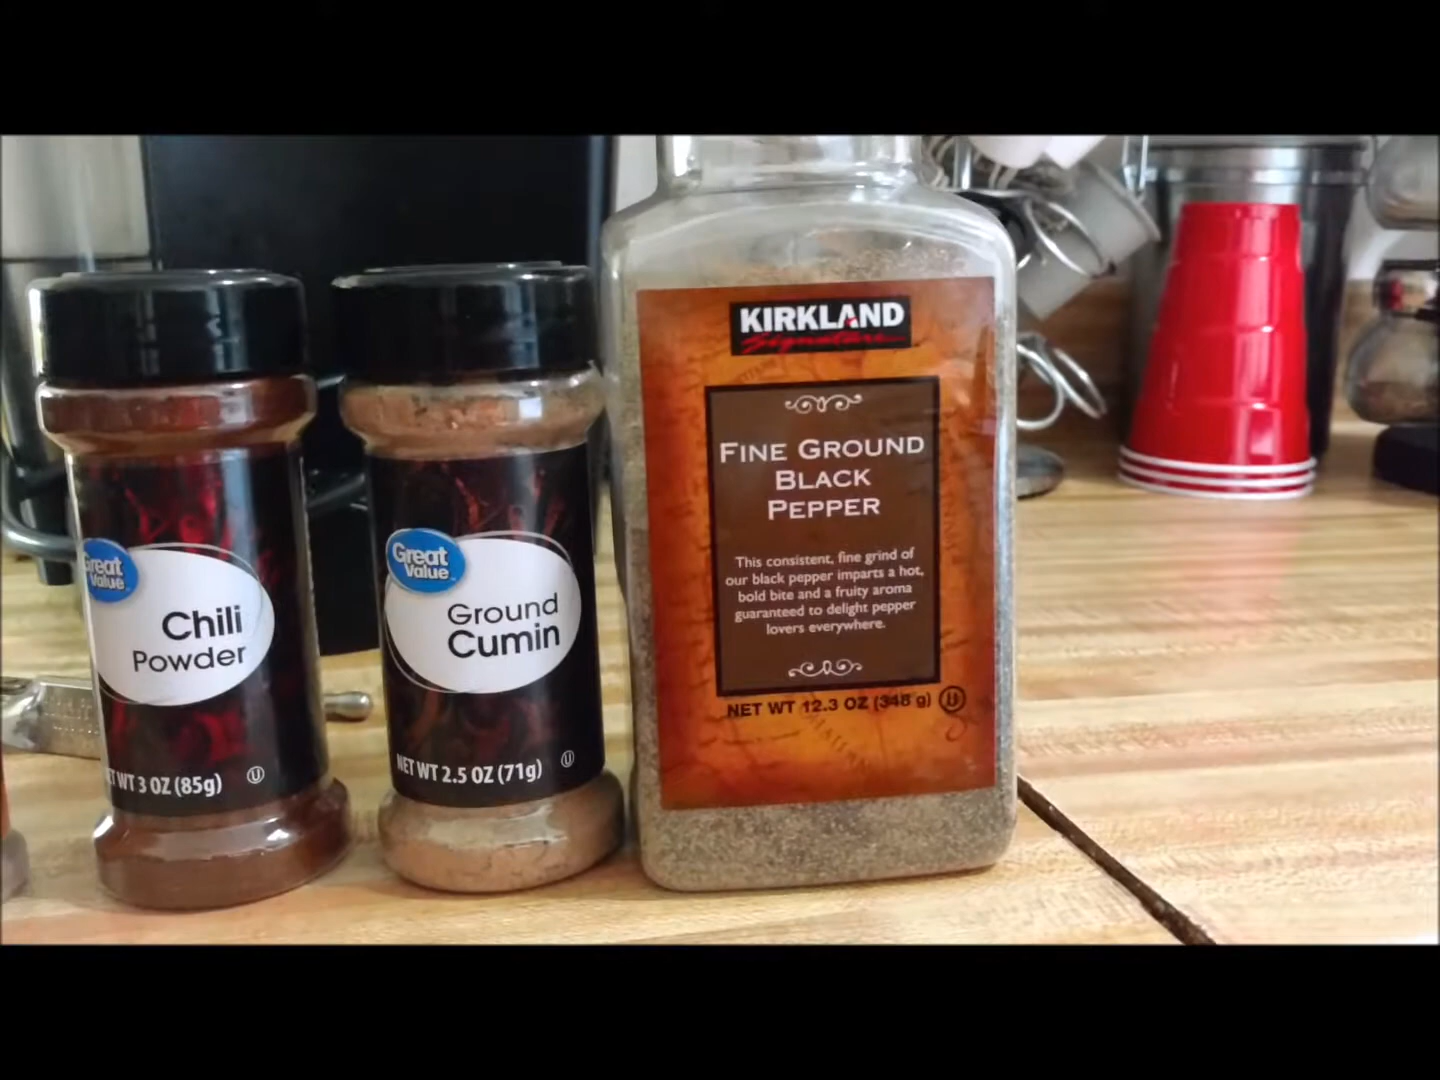 Great
Value
Chili
Powder
NET WT 3 OZ (85g)
Great
Value
Ground
Cumin
NET WT 2.5 OZ (71g)
KIRKLAND
Signature
FINE GROUND
BLACK
PEPPER
This consistent, fine grind of
our black pepper imparts a hot,
bold bite and a fruity aroma
guaranteed to delight pepper
lovers everywhere.
NET WT 12.3 OZ (348 g)